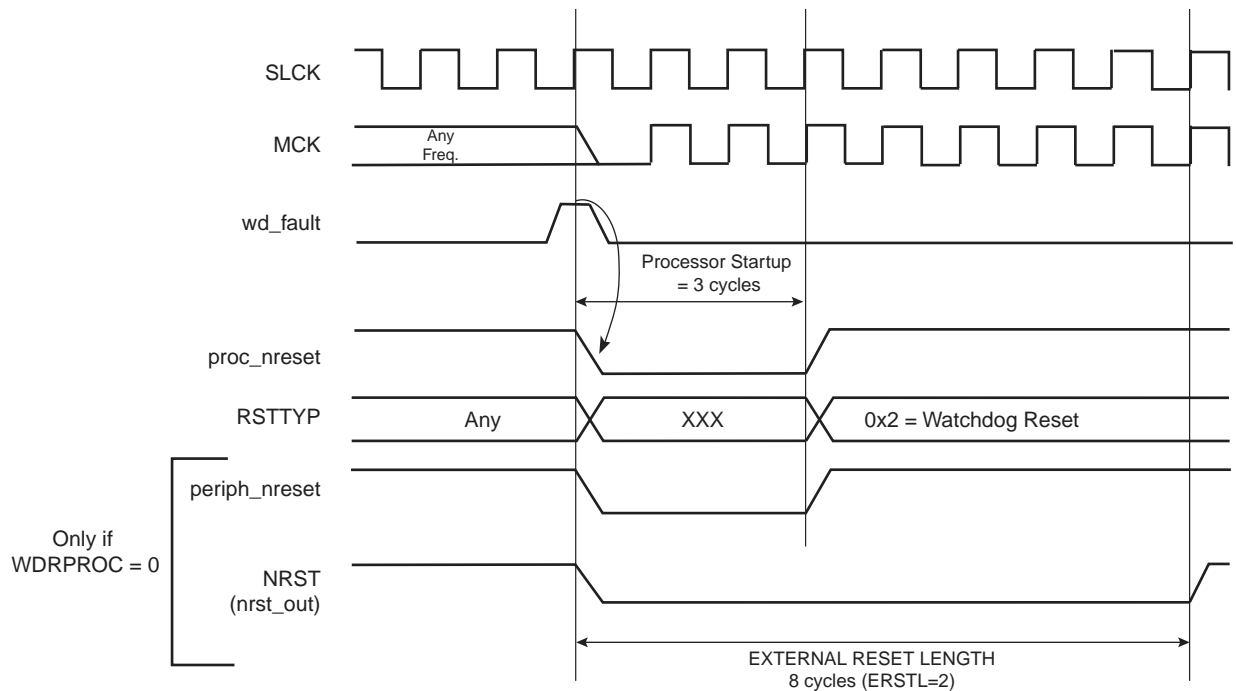 SLCK
MCK
Any
Freq.
wd_fault
Processor Startup
= 3 cycles
proc_nreset
RSTTYP
Any
XXX
0x2 = Watchdog Reset
periph_nreset
Only if
WDRPROC = 0
NRST
(nrst_out)
EXTERNAL RESET LENGTH
8 cycles (ERSTL=2)